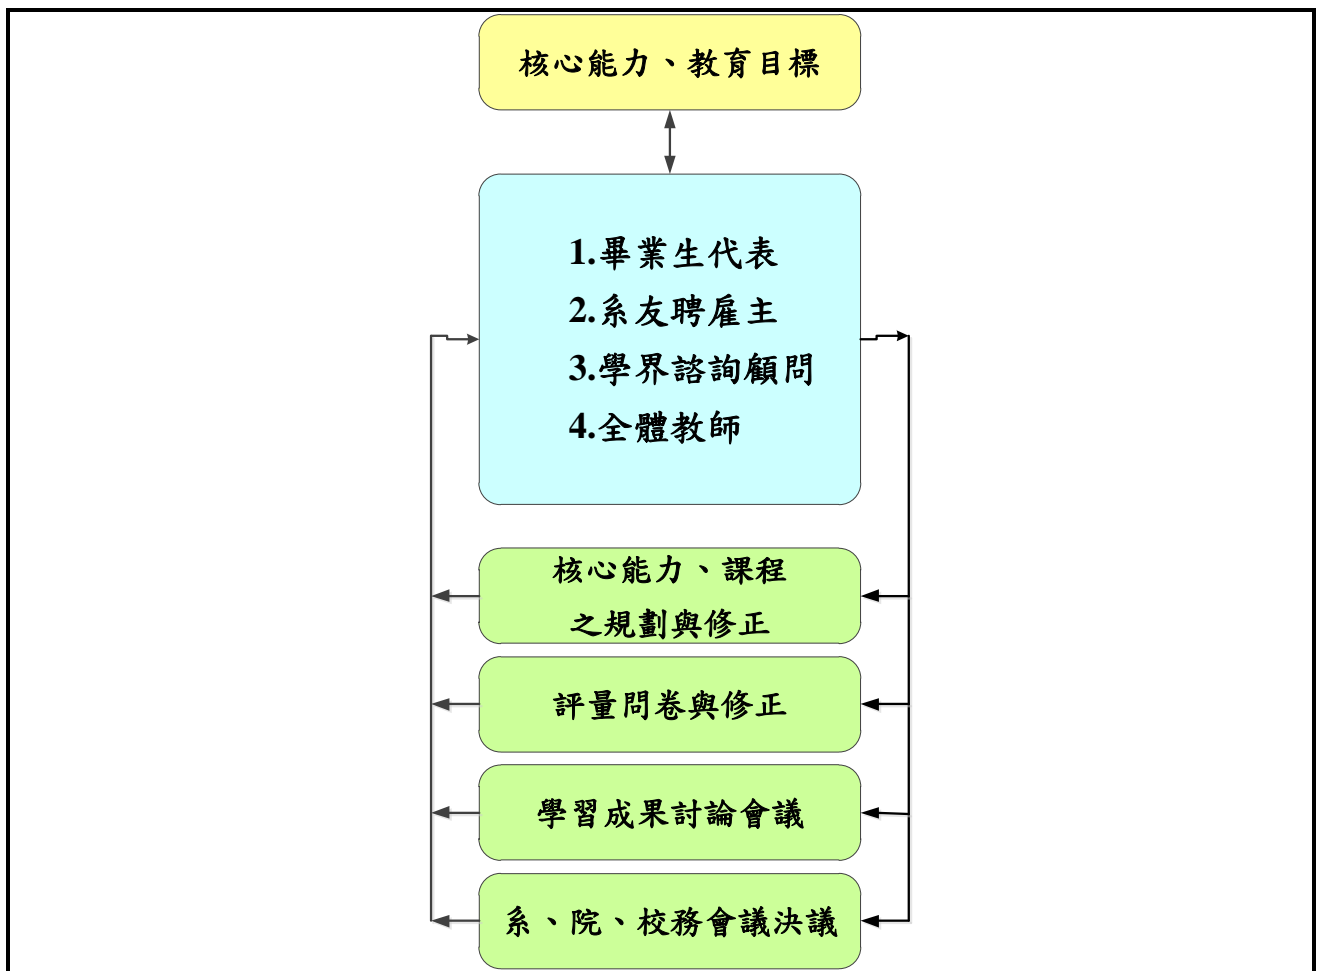 核心能力、教育目標
1.畢業生代表
2.系友聘雇主
3.學界諮詢顧問
4.全體教師
核心能力、課程
之規劃與修正
評量問卷與修正
學習成果討論會議
系、院、校務會議決議